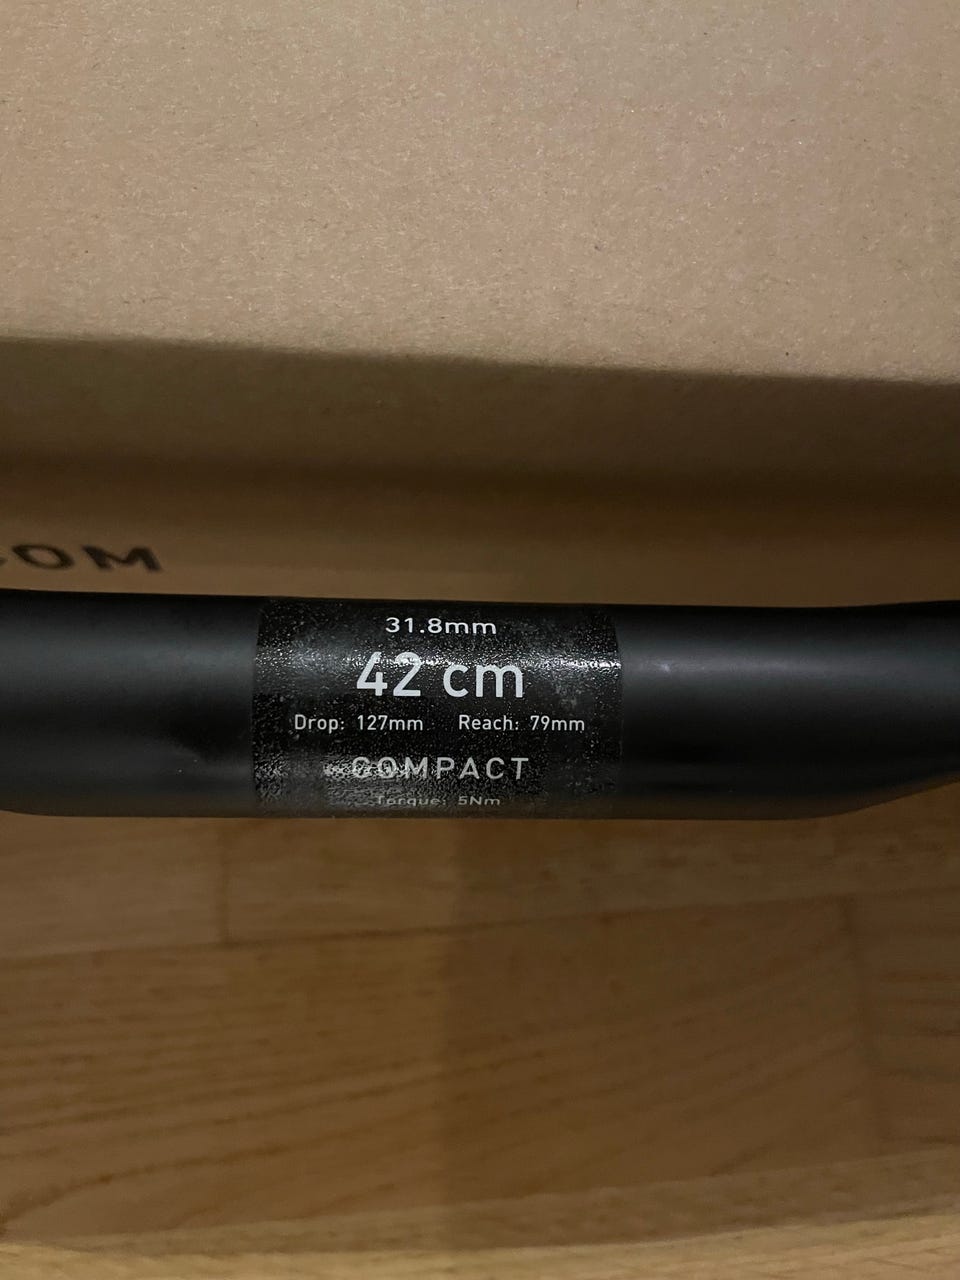 COM
31.8mm
42 cm
Drop: 127mm Reach: 79mm
COMPACT
Torque: 5Nm